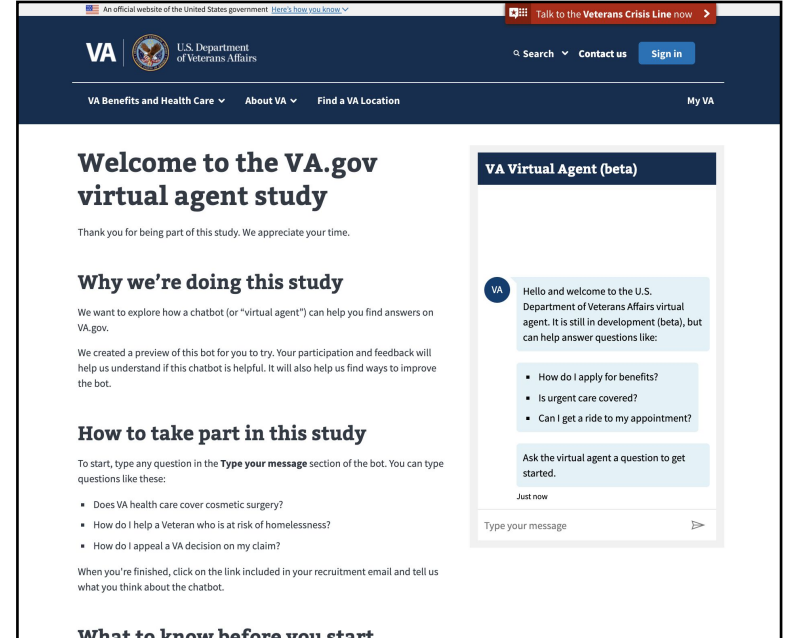 An official website of the United States government Here's how you know
Talk to the Veterans Crisis Line now
VA
U.S. Department
of Veterans Affairs
Search
Contact us
Sign in
VA Benefits and Health Care
About VA
Find a VA Location
My VA
Welcome to the VA.gov
virtual agent study
Thank you for being part of this study. We appreciate your time.
Why we're doing this study
We want to explore how a chatbot (or “virtual agent”) can help you find answers on
VA.gov.
We created a preview of this bot for you to try. Your participation and feedback will
help us understand if this chatbot is helpful. It will also help us find ways to improve
the bot.
How to take part in this study
To start, type any question in the Type your message section of the bot. You can type
questions like these:
▪ Does VA health care cover cosmetic surgery?
▪ How do I help a Veteran who is at risk of homelessness?
▪ How do I appeal a VA decision on my claim?
When you're finished, click on the link included in your recruitment email and tell us
what you think about the chatbot.
What to know before you start
VA Virtual Agent (beta)
VA
Hello and welcome to the U.S.
Department of Veterans Affairs virtual
agent. It is still in development (beta), but
can help answer questions like:
▪ How do I apply for benefits?
▪ Is urgent care covered?
▪ Can I get a ride to my appointment?
Ask the virtual agent a question to get
started.
Just now
Type your message